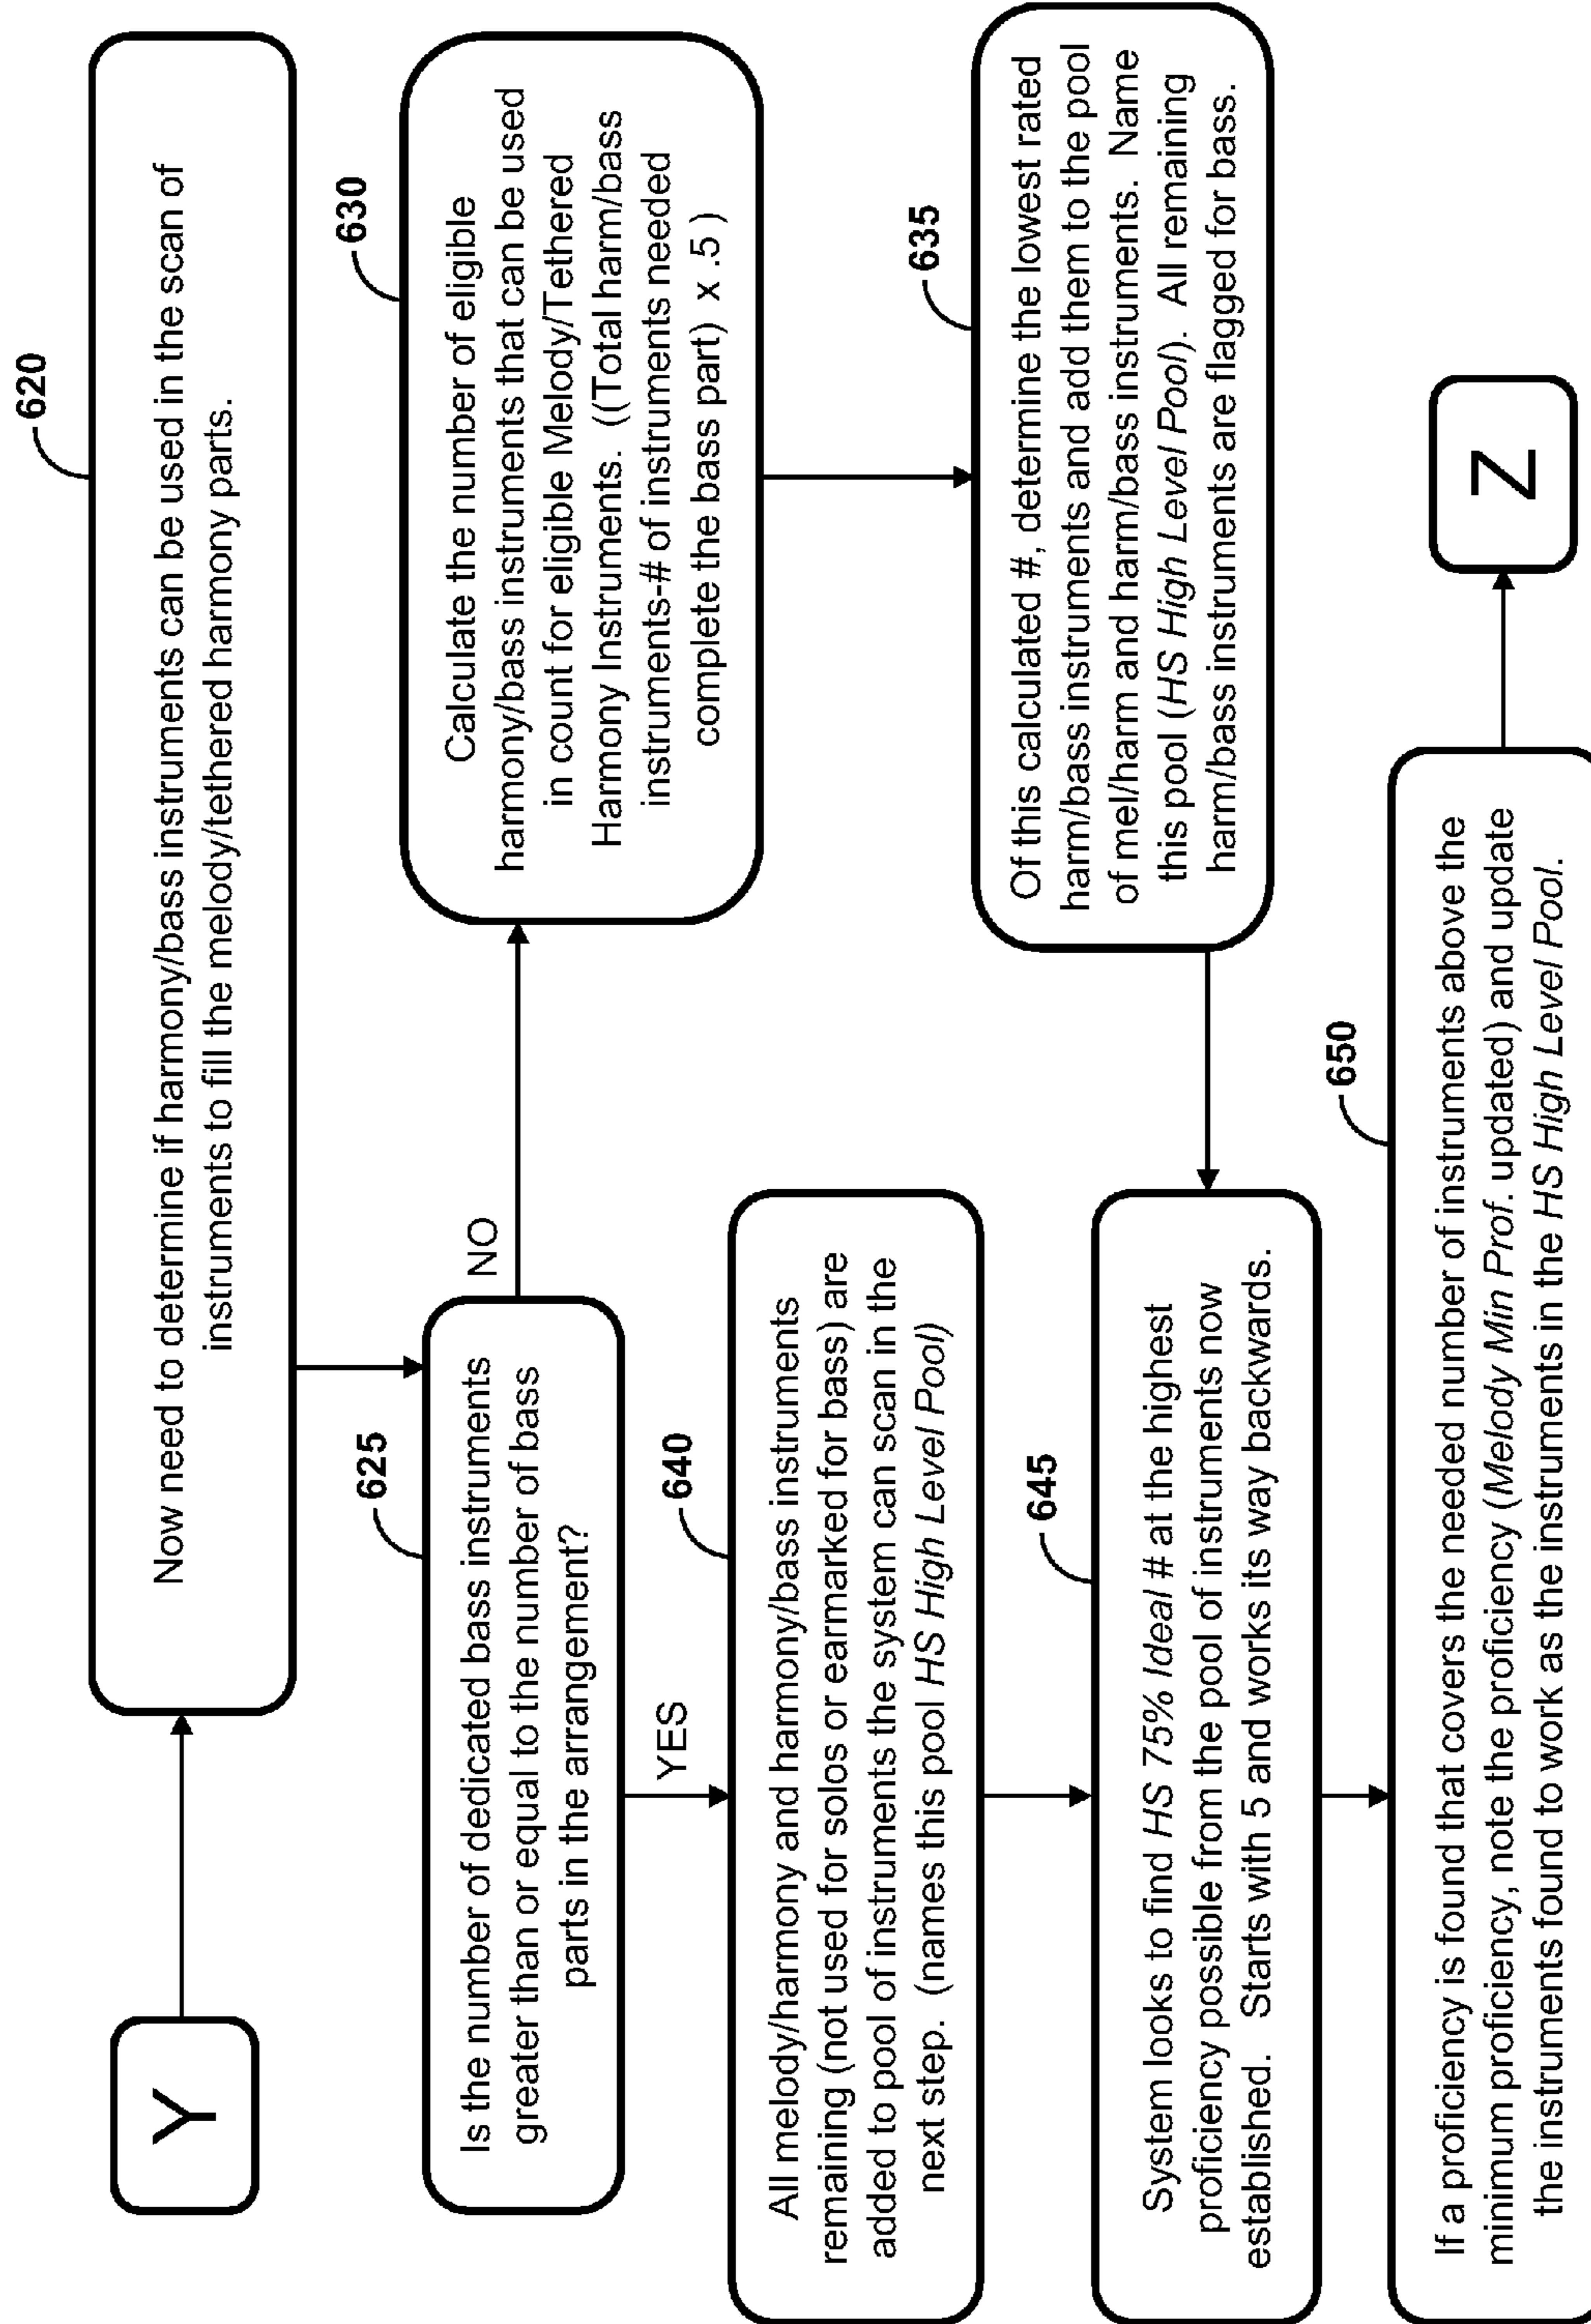 Y
620
Now need to determine if harmony/bass instruments can be used in the scan of
instruments to fill the melody/tethered harmony parts.
625
Is the number of dedicated bass instruments
greater than or equal to the number of bass
parts in the arrangement?
NO
YES
630
Calculate the number of eligible
harmony/bass instruments that can be used
in count for eligible Melody/Tethered
Harmony Instruments. ((Total harm/bass
instruments-# of instruments needed
complete the bass part) x .5 )
640
All melody/harmony and harmony/bass instruments
remaining (not used for solos or earmarked for bass) are
added to pool of instruments the system can scan in the
next step. (names this pool HS High Level Pool)
635
Of this calculated #, determine the lowest rated
harm/bass instruments and add them to the pool
of mel/harm and harm/bass instruments. Name
this pool (HS High Level Pool). All remaining
harm/bass instruments are flagged for bass.
645
System looks to find HS 75% Ideal # at the highest
proficiency possible from the pool of instruments now
established. Starts with 5 and works its way backwards.
650
If a proficiency is found that covers the needed number of instruments above the
minimum proficiency, note the proficiency (Melody Min Prof. updated) and update
the instruments found to work as the instruments in the HS High Level Pool.
Z